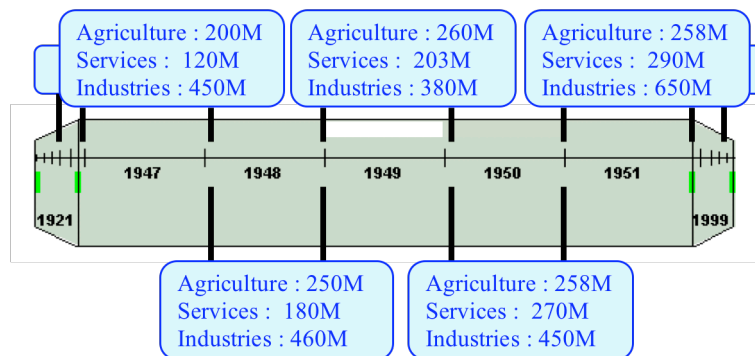 Agriculture : 200M
Services :  120M
Industries : 450M
Agriculture : 260M
Services :  203M
Industries : 380M
Agriculture : 258M
Services :  290M
Industries : 650M
1947
1948
1949
1950
1951
1921
1999
Agriculture : 250M
Services :  180M
Industries : 460M
Agriculture : 258M
Services :  270M
Industries : 450M